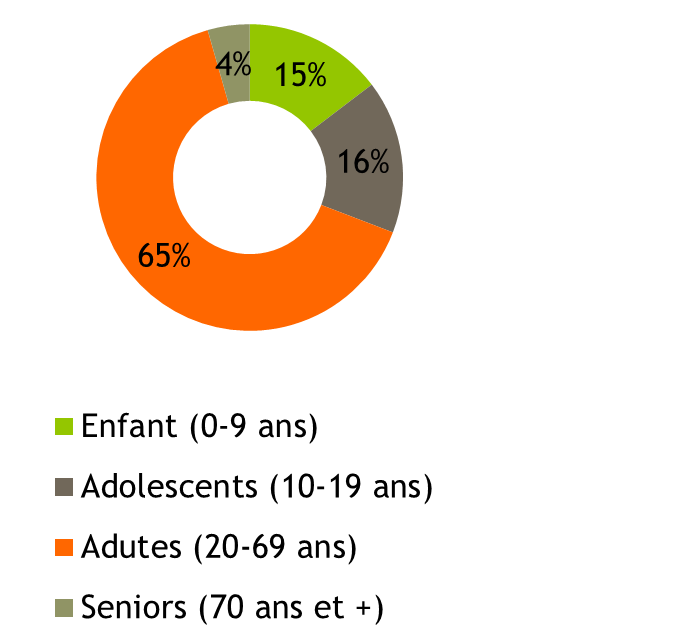 4%
15%
16%
65%
Enfant (0-9 ans)
Adolescents (10-19 ans)
Adutes (20-69 ans)
Seniors (70 ans et +)